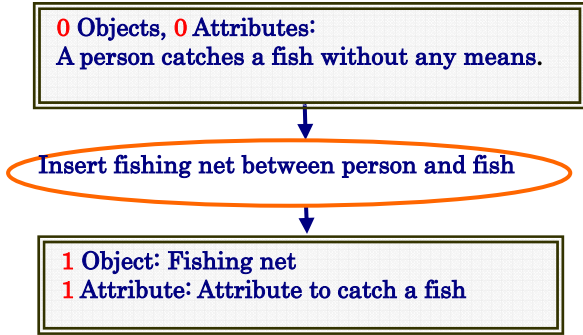 0 Objects, 0 Attributes:
A person catches a fish without any means.
Insert fishing net between person and fish
1 Object: Fishing net
1 Attribute: Attribute to catch a fish